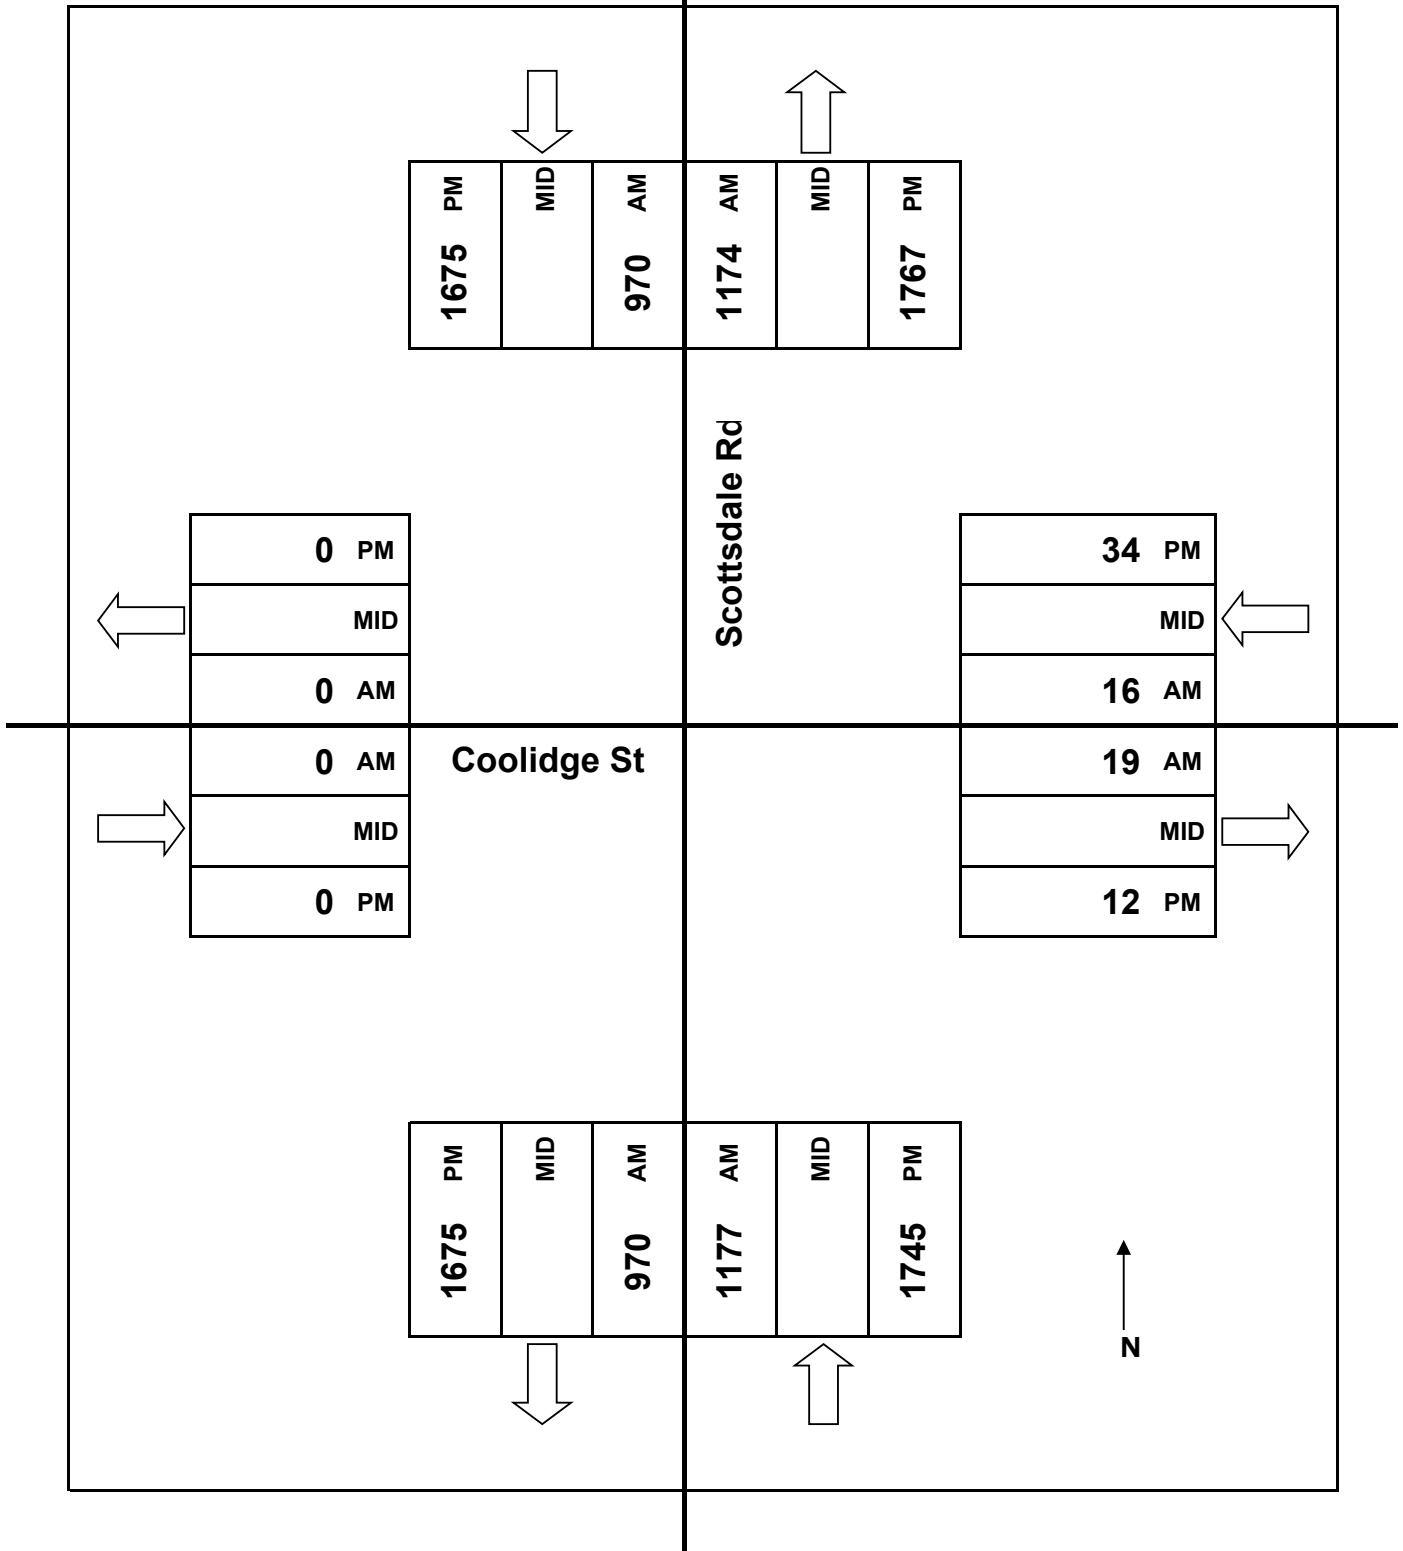 PM MID AM AM MID PM
1675 970 1174 1767
Scottsdale Rd
0 PM
MID
0 AM
34 PM
MID
16 AM
Coolidge St
0 AM
MID
0 PM
19 AM
MID
12 PM
PM MID AM AM MID PM
1675 970 1177 1745
N